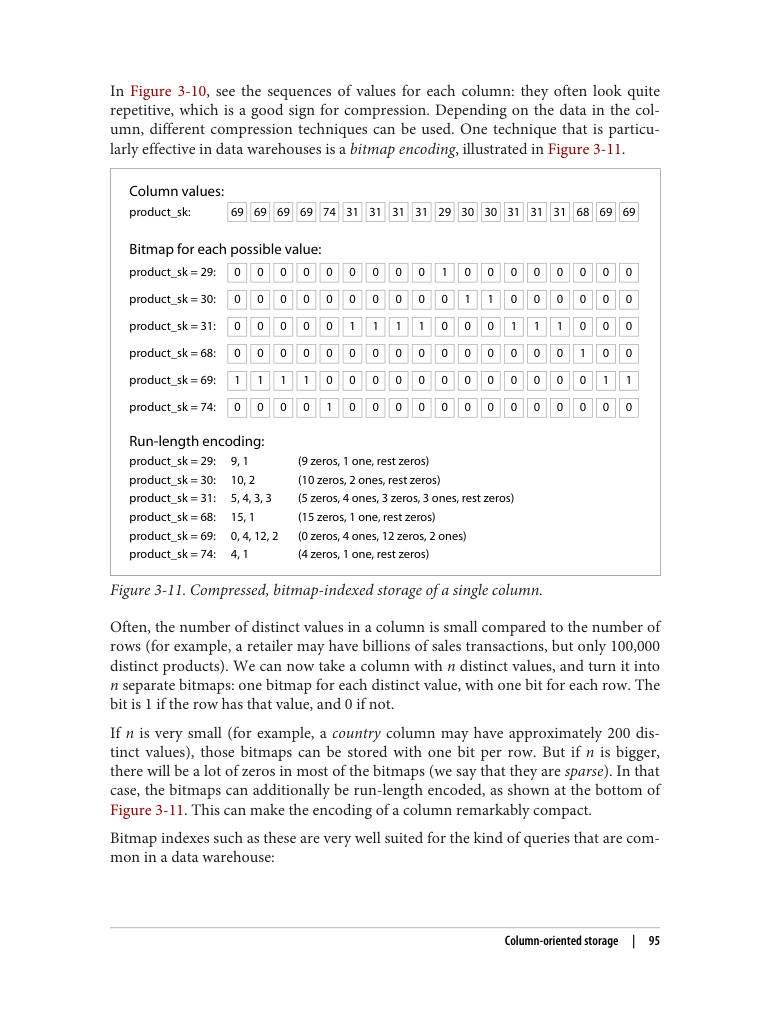 In Figure 3-10, see the sequences of values for each column: they often look quite
repetitive, which is a good sign for compression. Depending on the data in the col-
umn, different compression techniques can be used. One technique that is particu-
larly effective in data warehouses is a bitmap encoding, illustrated in Figure 3-11.
Column values:
product_sk: 69 69 69 69 74 31 31 31 31 29 30 30 31 31 31 68 69 69
Bitmap for each possible value:
product_sk = 29: 0 0 0 0 0 0 0 0 0 1 0 0 0 0 0 0 0 0
product_sk = 30: 0 0 0 0 0 0 0 0 0 0 1 1 0 0 0 0 0 0
product_sk = 31: 0 0 0 0 0 1 1 1 1 0 0 0 1 1 1 0 0 0
product_sk = 68: 0 0 0 0 0 0 0 0 0 0 0 0 0 0 0 1 0 0
product_sk = 69: 1 1 1 1 0 0 0 0 0 0 0 0 0 0 0 0 1 1
product_sk = 74: 0 0 0 0 1 0 0 0 0 0 0 0 0 0 0 0 0 0
Run-length encoding:
product_sk = 29: 9, 1 (9 zeros, 1 one, rest zeros)
product_sk = 30: 10, 2 (10 zeros, 2 ones, rest zeros)
product_sk = 31: 5, 4, 3, 3 (5 zeros, 4 ones, 3 zeros, 3 ones, rest zeros)
product_sk = 68: 15, 1 (15 zeros, 1 one, rest zeros)
product_sk = 69: 0, 4, 12, 2 (0 zeros, 4 ones, 12 zeros, 2 ones)
product_sk = 74: 4, 1 (4 zeros, 1 one, rest zeros)
Figure 3-11. Compressed, bitmap-indexed storage of a single column.
Often, the number of distinct values in a column is small compared to the number of
rows (for example, a retailer may have billions of sales transactions, but only 100,000
distinct products). We can now take a column with n distinct values, and turn it into
n separate bitmaps: one bitmap for each distinct value, with one bit for each row. The
bit is 1 if the row has that value, and 0 if not.
If n is very small (for example, a country column may have approximately 200 dis-
tinct values), those bitmaps can be stored with one bit per row. But if n is bigger,
there will be a lot of zeros in most of the bitmaps (we say that they are sparse). In that
case, the bitmaps can additionally be run-length encoded, as shown at the bottom of
Figure 3-11. This can make the encoding of a column remarkably compact.
Bitmap indexes such as these are very well suited for the kind of queries that are com-
mon in a data warehouse:
Column-oriented storage | 95